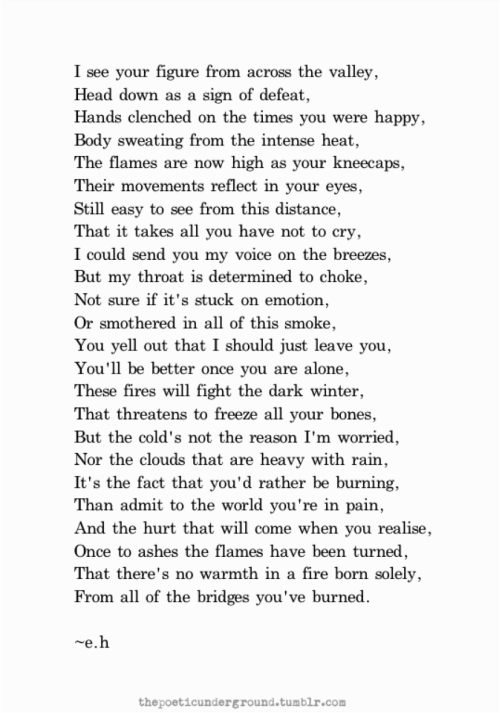 I see your figure from across the valley,
Head down as a sign of defeat,
Hands clenched on the times you were happy,
Body sweating from the intense heat,
The flames are now high as your kneecaps,
Their movements reflect in your eyes,
Still easy to see from this distance,
That it takes all you have not to cry,
I could send you my voice on the breezes,
But my throat is determined to choke,
Not sure if it's stuck on emotion,
Or smothered in all of this smoke,
You yell out that I should just leave you,
You'll be better once you are alone,
These fires will fight the dark winter,
That threatens to freeze all your bones,
But the cold's not the reason I'm worried,
Nor the clouds that are heavy with rain,
It's the fact that you'd rather be burning,
Than admit to the world you're in pain,
And the hurt that will come when you realise,
Once to ashes the flames have been turned,
That there's no warmth in a fire born solely,
From all of the bridges you've burned.
~e.h
thepoeticunderground.tumblr.com